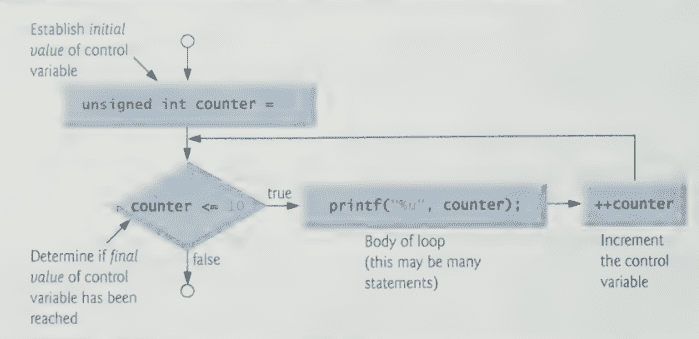 Establish initial
value of control
variable
unsigned int counter =
counter <= 10
true
printf("%u", counter);
++counter
Determine if final
value of control
variable has been
reached
false
Body of loop
(this may be many
statements)
Increment
the control
variable